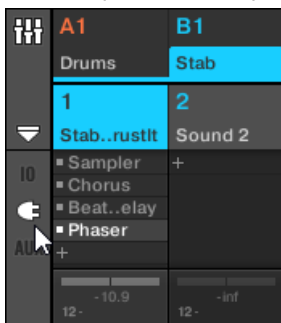 A1 B1
Drums Stab
1 2
Stab..rustlt Sound 2
IO Sampler +
Chorus
Beat..elay
Phaser
+
-10.9 -inf
12- 12-